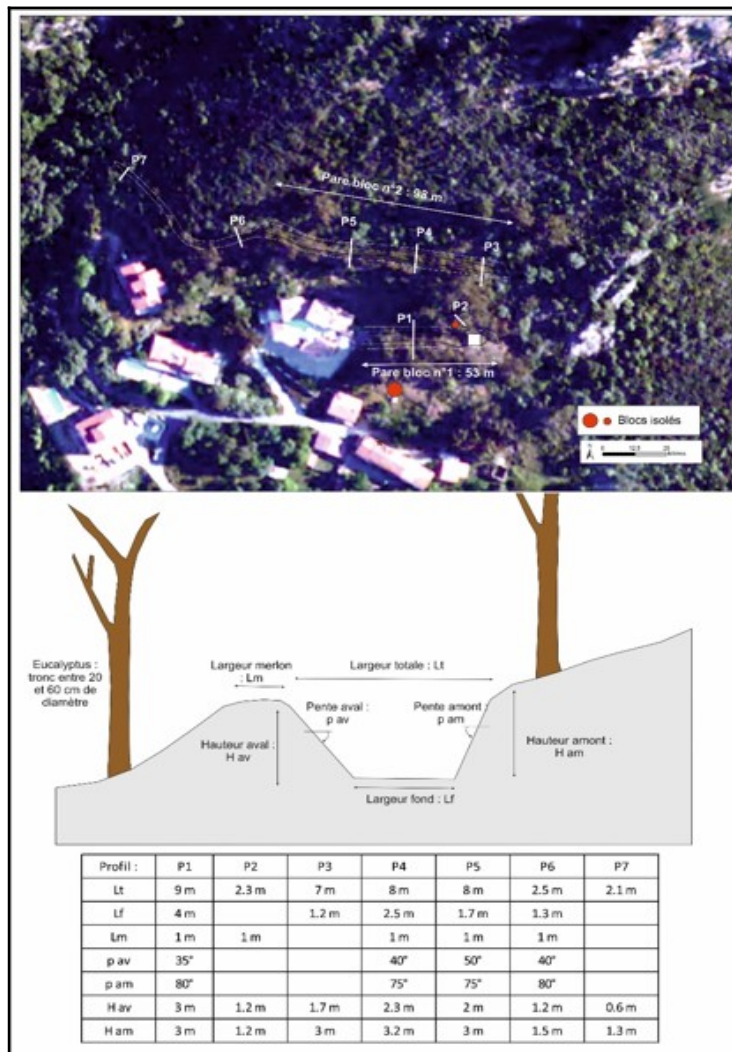 P7
Pare bloc n°2 : 98 m
P6
P5
P4
P3
P2
P1
Pare bloc n°1 : 53 m
Blocs isolés
N
0 12,5 25
Mètres
Eucalyptus :
tronc entre 20
et 60 cm de
diamètre
Largeur merlon
: Lm
Largeur totale : Lt
Pente aval :
p av
Pente amont :
p am
Hauteur aval :
H av
Hauteur amont :
H am
Largeur fond : Lf
Profil : P1 P2 P3 P4 P5 P6 P7
Lt 9 m 2.3 m 7 m 8 m 8 m 2.5 m 2.1 m
Lf 4 m 1.2 m 2.5 m 1.7 m 1.3 m
Lm 1 m 1 m 1 m 1 m 1 m
p av 35° 40° 50° 40°
p am 80° 75° 75° 80°
H av 3 m 1.2 m 1.7 m 2.3 m 2 m 1.2 m 0.6 m
H am 3 m 1.2 m 3 m 3.2 m 3 m 1.5 m 1.3 m